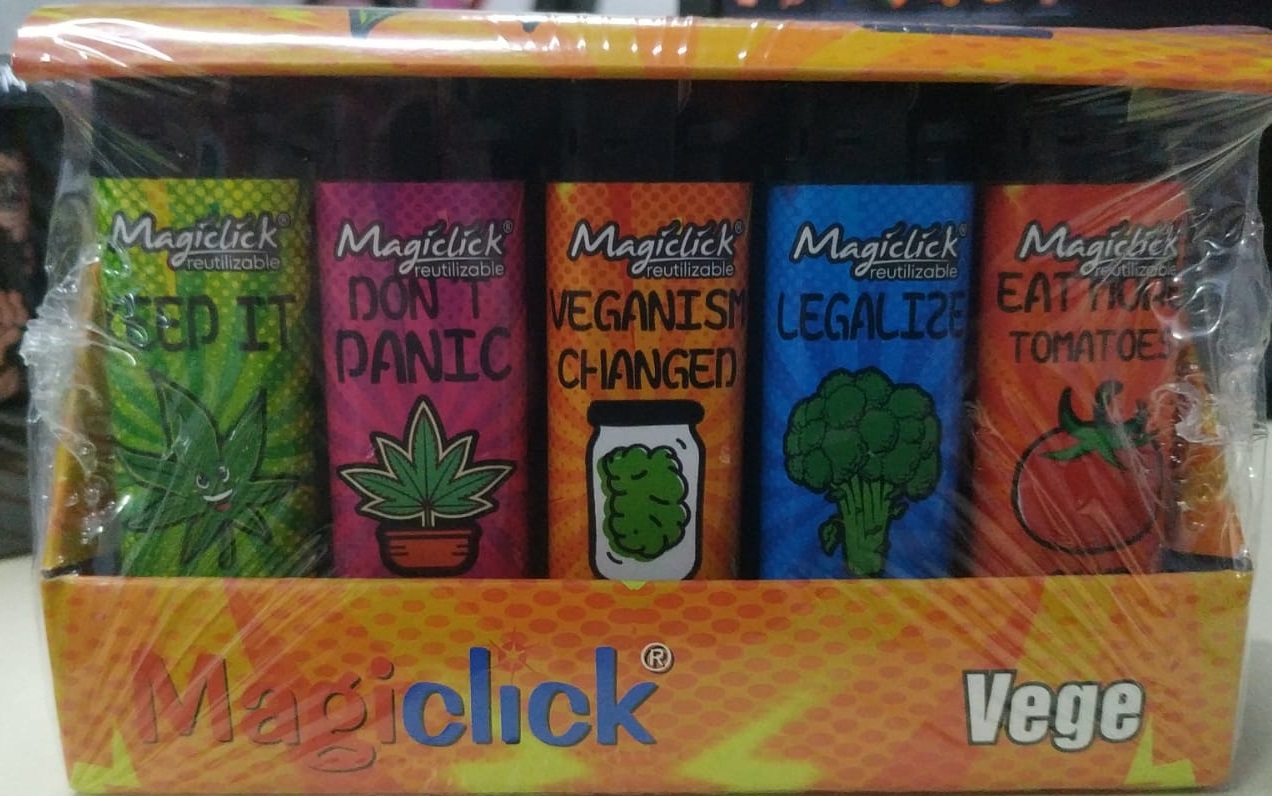 Magiclick®
reutilizable
KEEP IT
Magiclick®
reutilizable
DON'T
PANIC
Magiclick®
reutilizable
VEGANISM
CHANGED
Magiclick®
reutilizable
LEGALIZE
Magiclick
reutilizable
EAT MORE
TOMATOES
Magiclick®
Vege